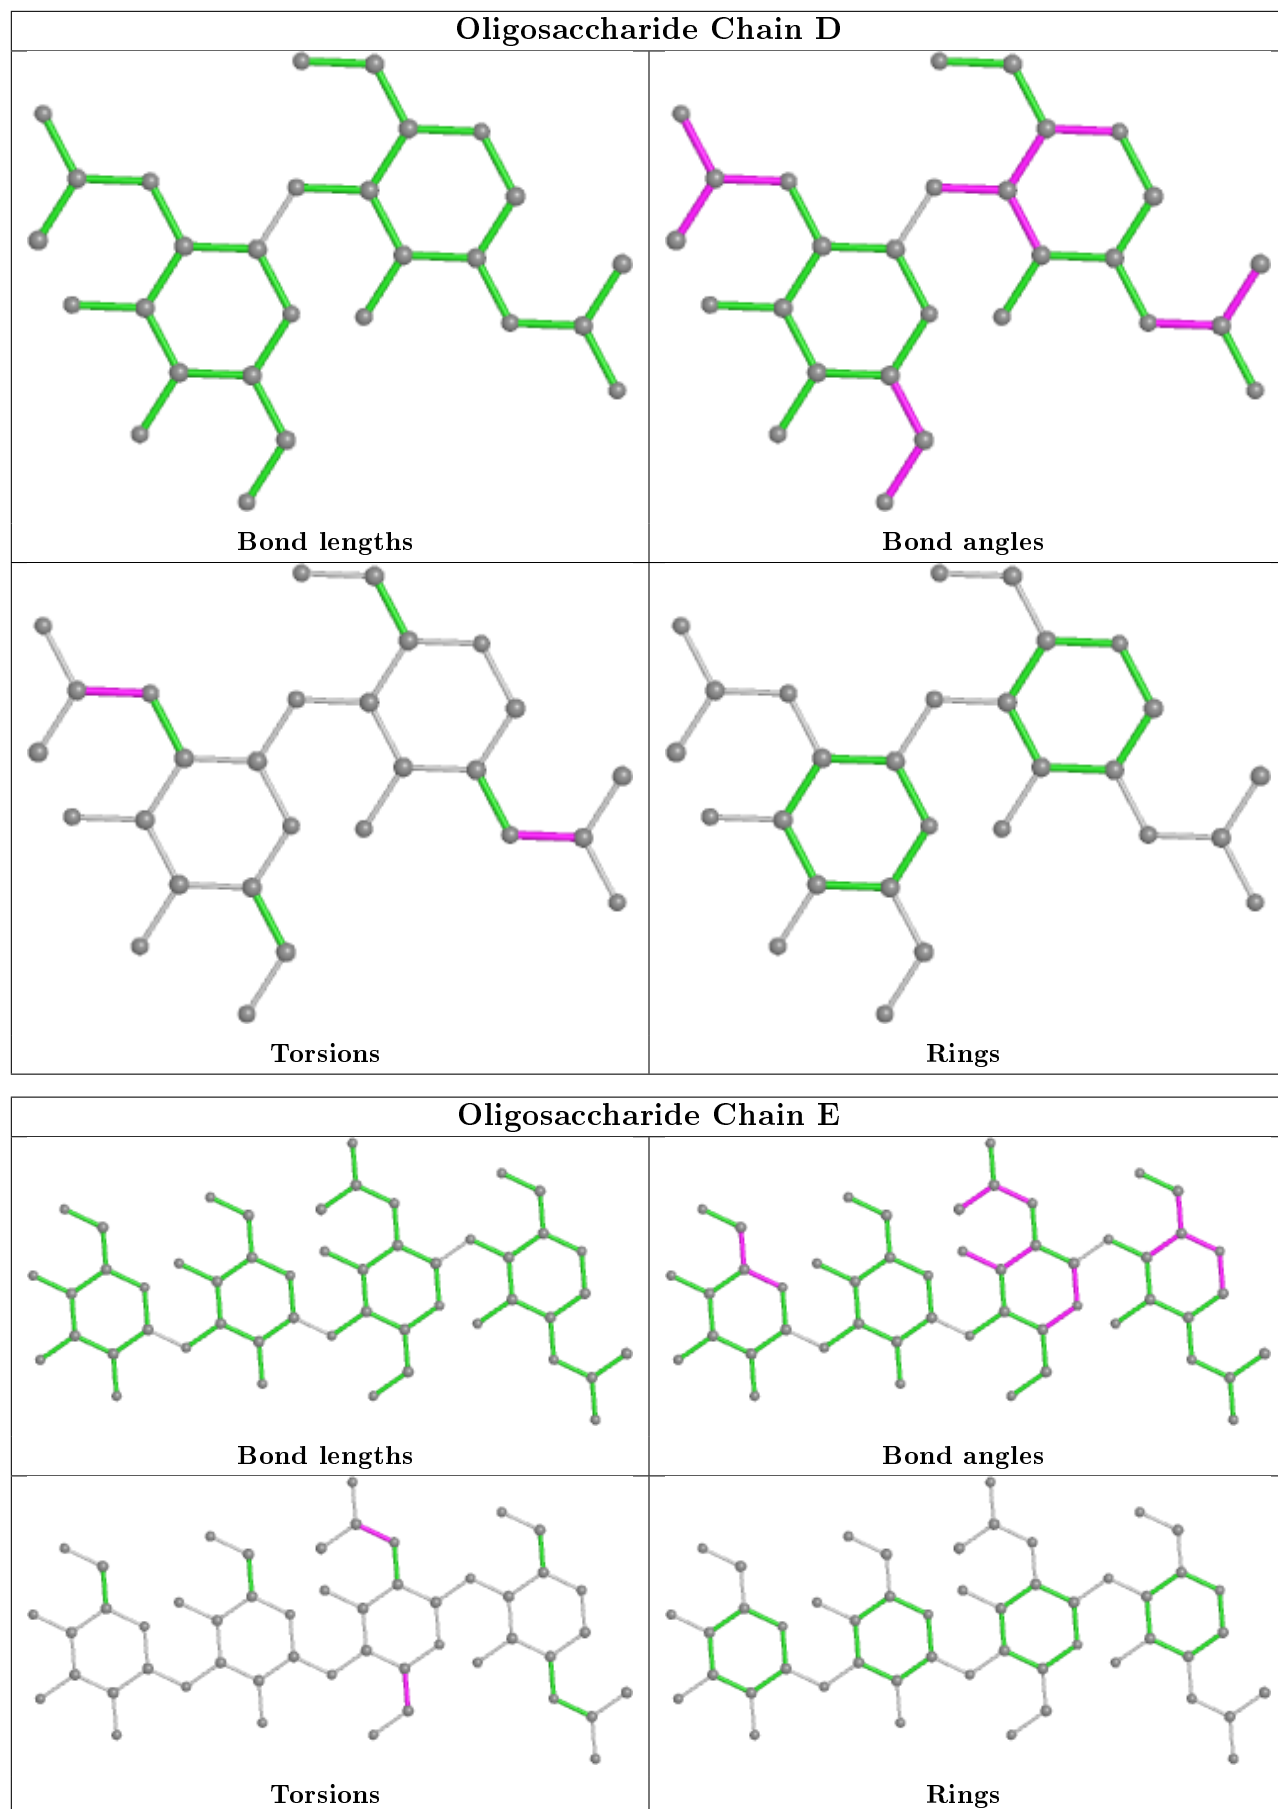 Oligosaccharide Chain D
Bond lengths
Bond angles
Torsions
Rings
Oligosaccharide Chain E
Bond lengths
Bond angles
Torsions
Rings